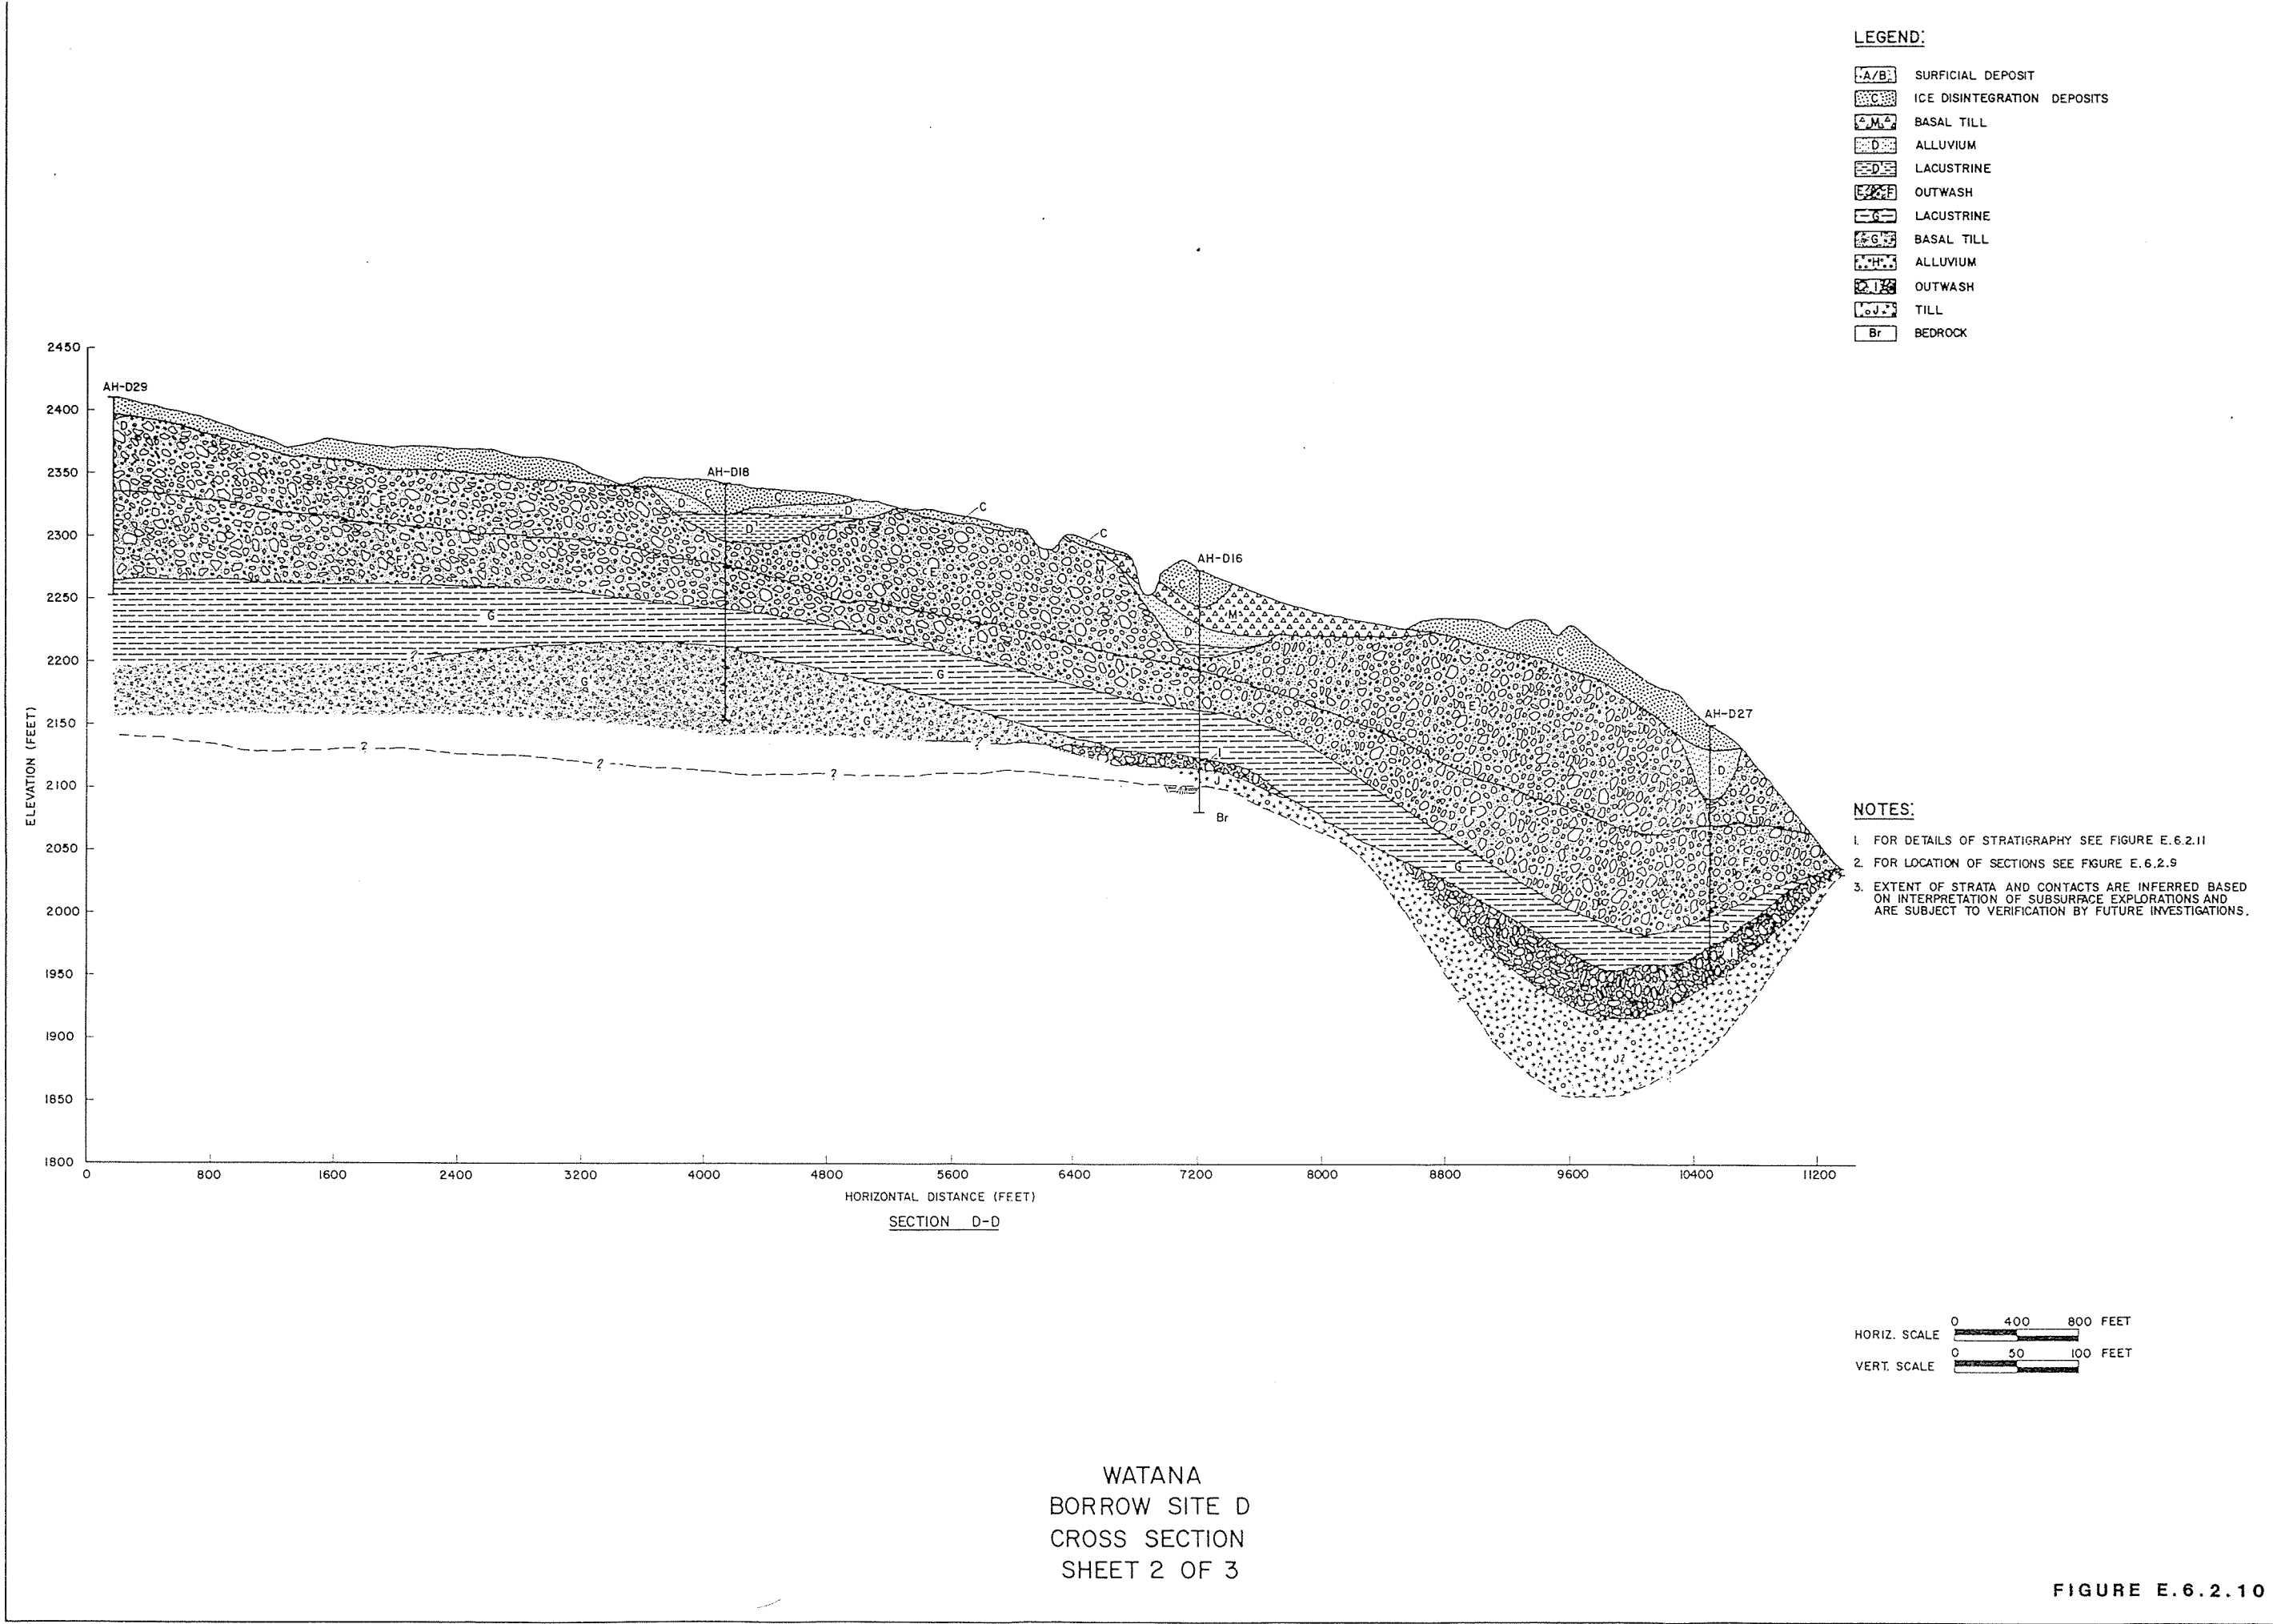 LEGEND:
A/B SURFICIAL DEPOSIT
C ICE DISINTEGRATION DEPOSITS
M BASAL TILL
D ALLUVIUM
D' LACUSTRINE
E F OUTWASH
G LACUSTRINE
G' BASAL TILL
H ALLUVIUM
I OUTWASH
J TILL
Br BEDROCK
ELEVATION (FEET)
2450
2400
2350
2300
2250
2200
2150
2100
2050
2000
1950
1900
1850
1800
AH-D29
AH-D18
AH-D16
AH-D27
D
C
E
F
G
?
G'
C
C
D
D
D'
C
C
M
E
F
G
G'
?
C
M
D
D'
I
J
Br
?
?
?
C
E
F
G
D
E
F
G
I
J?
?
0 800 1600 2400 3200 4000 4800 5600 6400 7200 8000 8800 9600 10400 11200
HORIZONTAL DISTANCE (FEET)
SECTION D-D
NOTES:
1. FOR DETAILS OF STRATIGRAPHY SEE FIGURE E.6.2.11
2. FOR LOCATION OF SECTIONS SEE FIGURE E.6.2.9
3. EXTENT OF STRATA AND CONTACTS ARE INFERRED BASED
ON INTERPRETATION OF SUBSURFACE EXPLORATIONS AND
ARE SUBJECT TO VERIFICATION BY FUTURE INVESTIGATIONS.
0 400 800 FEET
HORIZ. SCALE
0 50 100 FEET
VERT. SCALE
WATANA
BORROW SITE D
CROSS SECTION
SHEET 2 OF 3
FIGURE E.6.2.10